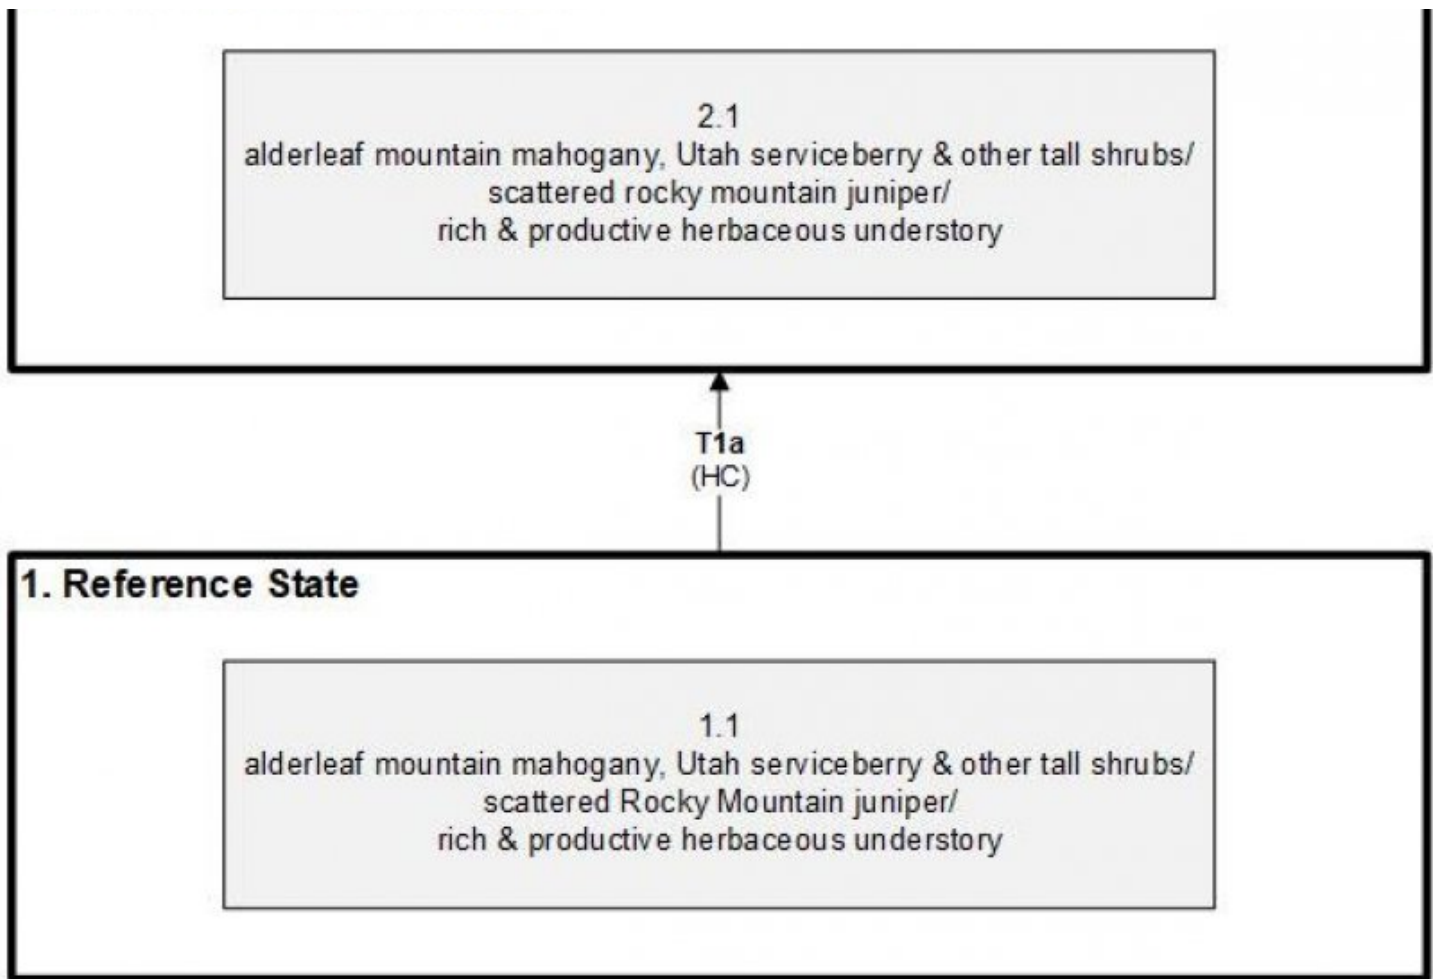 2.1
alderleaf mountain mahogany, Utah serviceberry & other tall shrubs/
scattered rocky mountain juniper/
rich & productive herbaceous understory
T1a
(HC)
1. Reference State
1.1
alderleaf mountain mahogany, Utah serviceberry & other tall shrubs/
scattered Rocky Mountain juniper/
rich & productive herbaceous understory